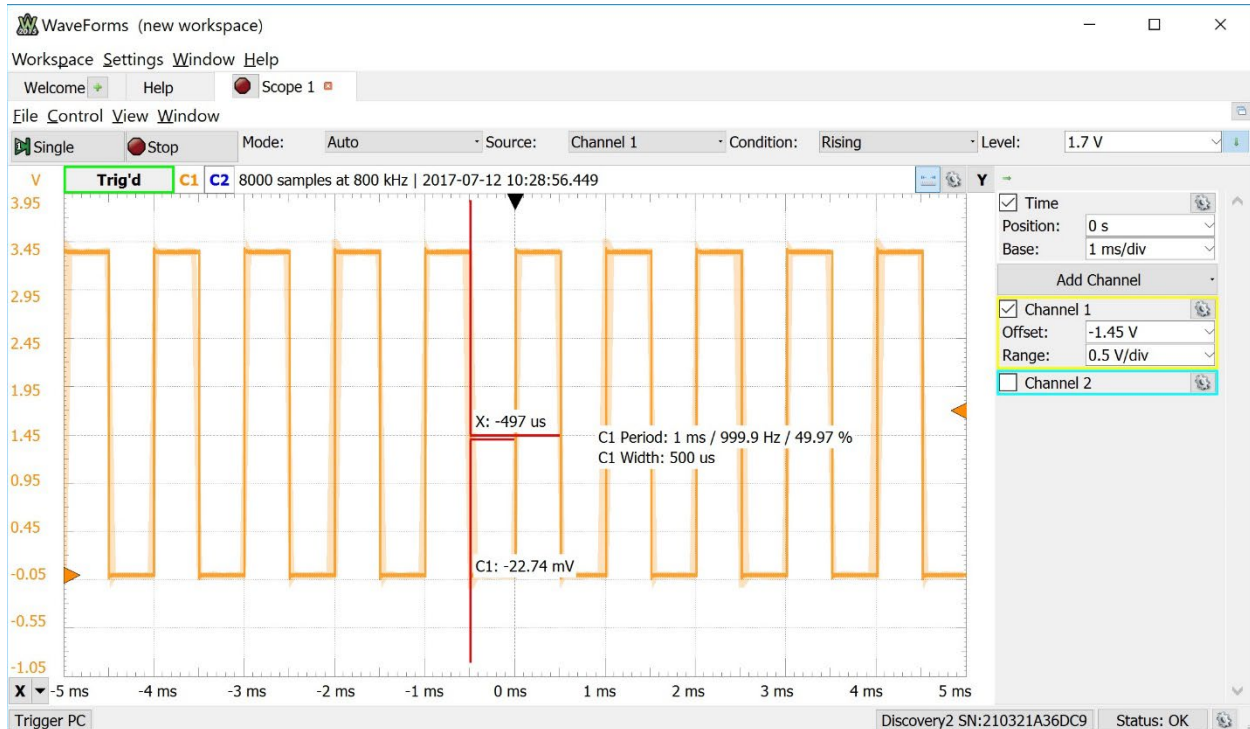 WaveForms (new workspace)
Workspace Settings Window Help
Welcome Help Scope 1
File Control View Window
Single Stop Mode: Auto Source: Channel 1 Condition: Rising Level: 1.7 V
V Trig'd C1 C2 8000 samples at 800 kHz | 2017-07-12 10:28:56.449 Y
3.95
3.45
2.95
2.45
1.95
1.45
0.95
0.45
-0.05
-0.55
-1.05
X: -497 us
C1 Period: 1 ms / 999.9 Hz / 49.97 %
C1 Width: 500 us
C1: -22.74 mV
X -5 ms -4 ms -3 ms -2 ms -1 ms 0 ms 1 ms 2 ms 3 ms 4 ms 5 ms
Time
Position: 0 s
Base: 1 ms/div
Add Channel
Channel 1
Offset: -1.45 V
Range: 0.5 V/div
Channel 2
Trigger PC Discovery2 SN:210321A36DC9 Status: OK